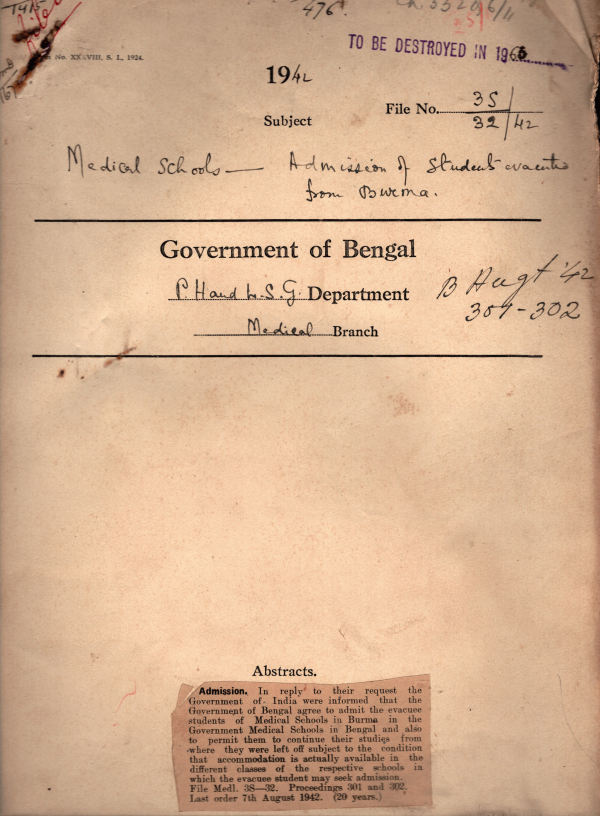 476.
TO BE DESTROYED IN 196
No. XXXVIII, S. I., 1924.
1942
File No. 3S/32/42
Subject
Medical Schools — Admission of students evacuated
from Burma.
Government of Bengal
P.H and L.S.G. Department
Medical Branch
B Augt '42
301-302
Abstracts.
Admission. In reply to their request the
Government of India were informed that the
Government of Bengal agree to admit the evacuee
students of Medical Schools in Burma in the
Government Medical Schools in Bengal and also
to permit them to continue their studies from
where they were left off subject to the condition
that accommodation is actually available in the
different classes of the respective schools in
which the evacuee student may seek admission.
File Medl. 3S—32. Proceedings 301 and 302.
Last order 7th August 1942. (20 years.)